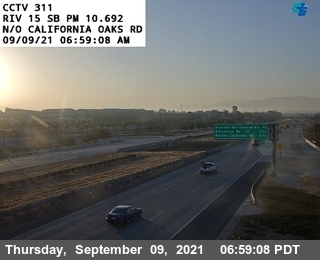 CCTV 311
RIV 15 SB PM 10.692
N/O CALIFORNIA OAKS RD
09/09/21 06:59:08 AM
Thursday, September 09, 2021 06:59:08 PDT